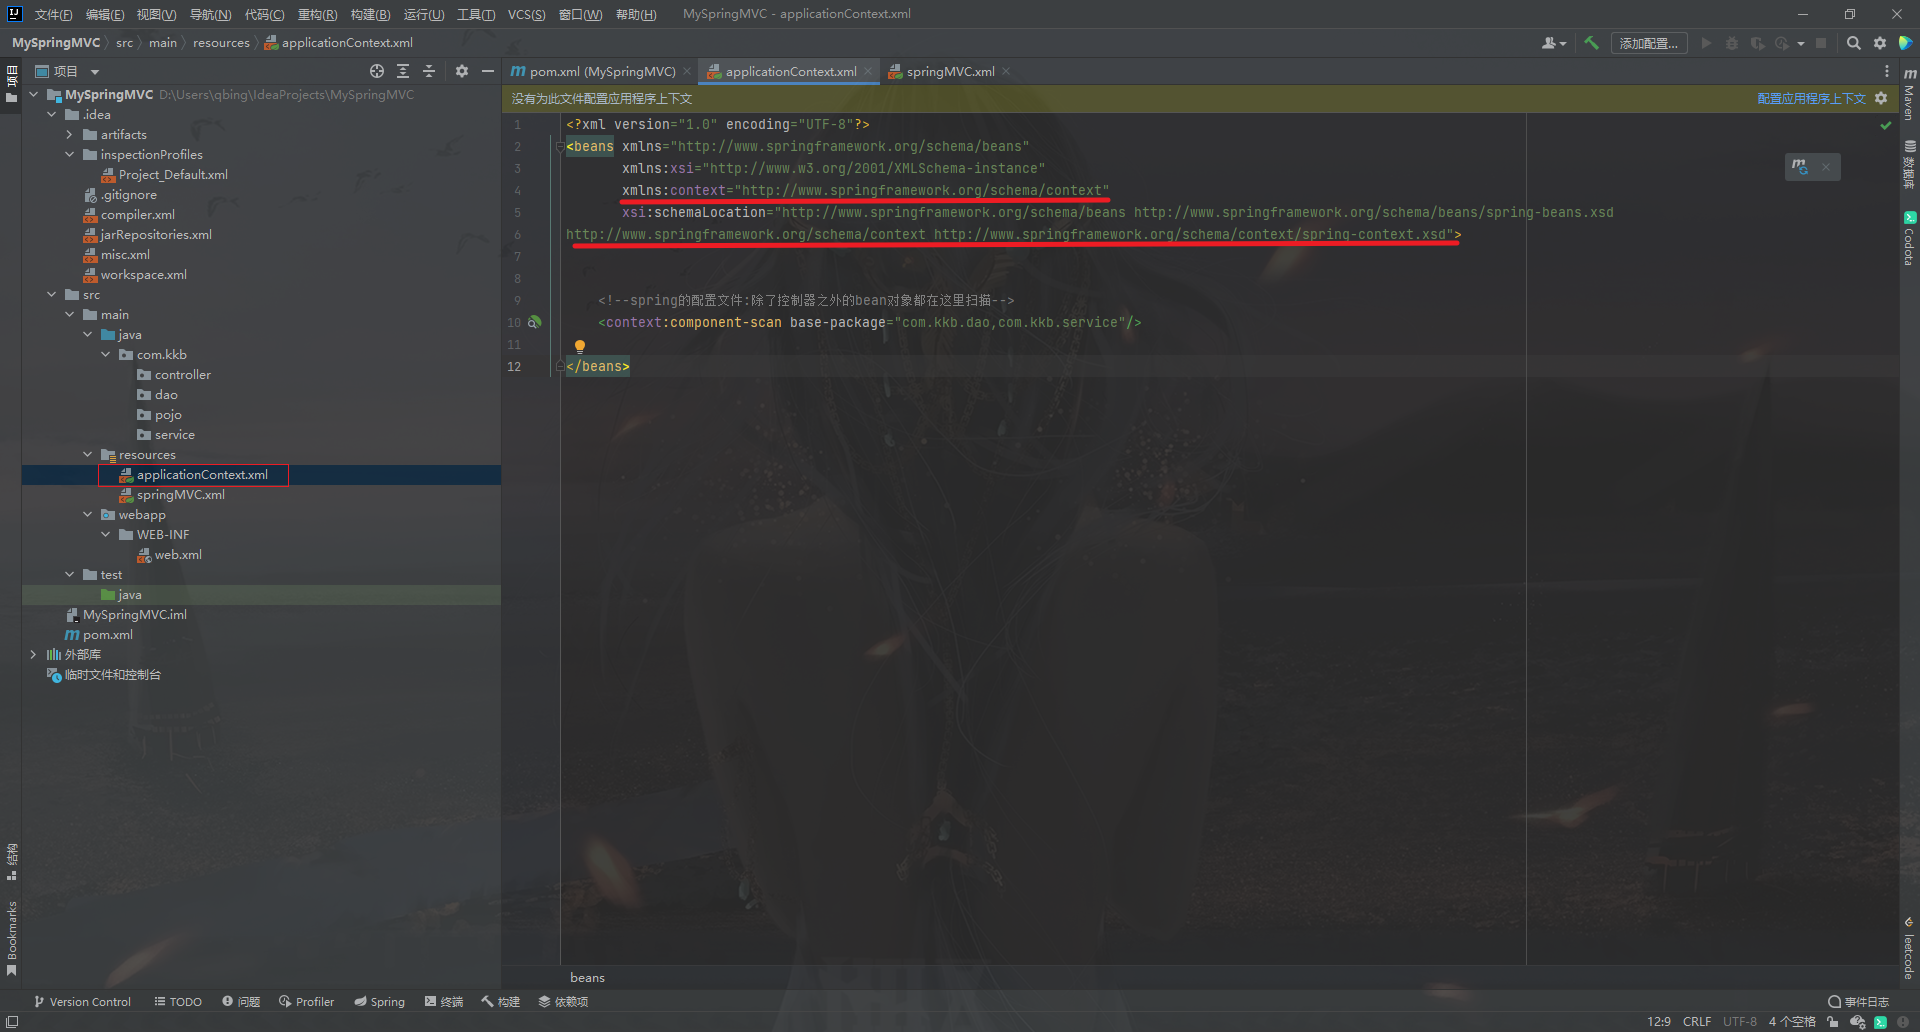 文件(F) 编辑(E) 视图(V) 导航(N) 代码(C) 重构(R) 构建(B) 运行(U) 工具(T) VCS(S) 窗口(W) 帮助(H) MySpringMVC - applicationContext.xml
MySpringMVC src main resources applicationContext.xml
添加配置...
项目
pom.xml (MySpringMVC)
applicationContext.xml
springMVC.xml
没有为此文件配置应用程序上下文
配置应用程序上下文
项目
MySpringMVC D:\Users\qbing\IdeaProjects\MySpringMVC
.idea
artifacts
inspectionProfiles
Project_Default.xml
.gitignore
compiler.xml
jarRepositories.xml
misc.xml
workspace.xml
src
main
java
com.kkb
controller
dao
pojo
service
resources
applicationContext.xml
springMVC.xml
webapp
WEB-INF
web.xml
test
java
MySpringMVC.iml
pom.xml
外部库
临时文件和控制台
1 <?xml version="1.0" encoding="UTF-8"?>
2 <beans xmlns="http://www.springframework.org/schema/beans"
3 xmlns:xsi="http://www.w3.org/2001/XMLSchema-instance"
4 xmlns:context="http://www.springframework.org/schema/context"
5 xsi:schemaLocation="http://www.springframework.org/schema/beans http://www.springframework.org/schema/beans/spring-beans.xsd
6 http://www.springframework.org/schema/context http://www.springframework.org/schema/context/spring-context.xsd">
7
8
9 <!--spring的配置文件:除了控制器之外的bean对象都在这里扫描-->
10 <context:component-scan base-package="com.kkb.dao,com.kkb.service"/>
11
12 </beans>
Maven
数据库
Codota
leetcode
结构
Bookmarks
beans
Version Control TODO 问题 Profiler Spring 终端 构建 依赖项 事件日志
12:9 CRLF UTF-8 4 个空格